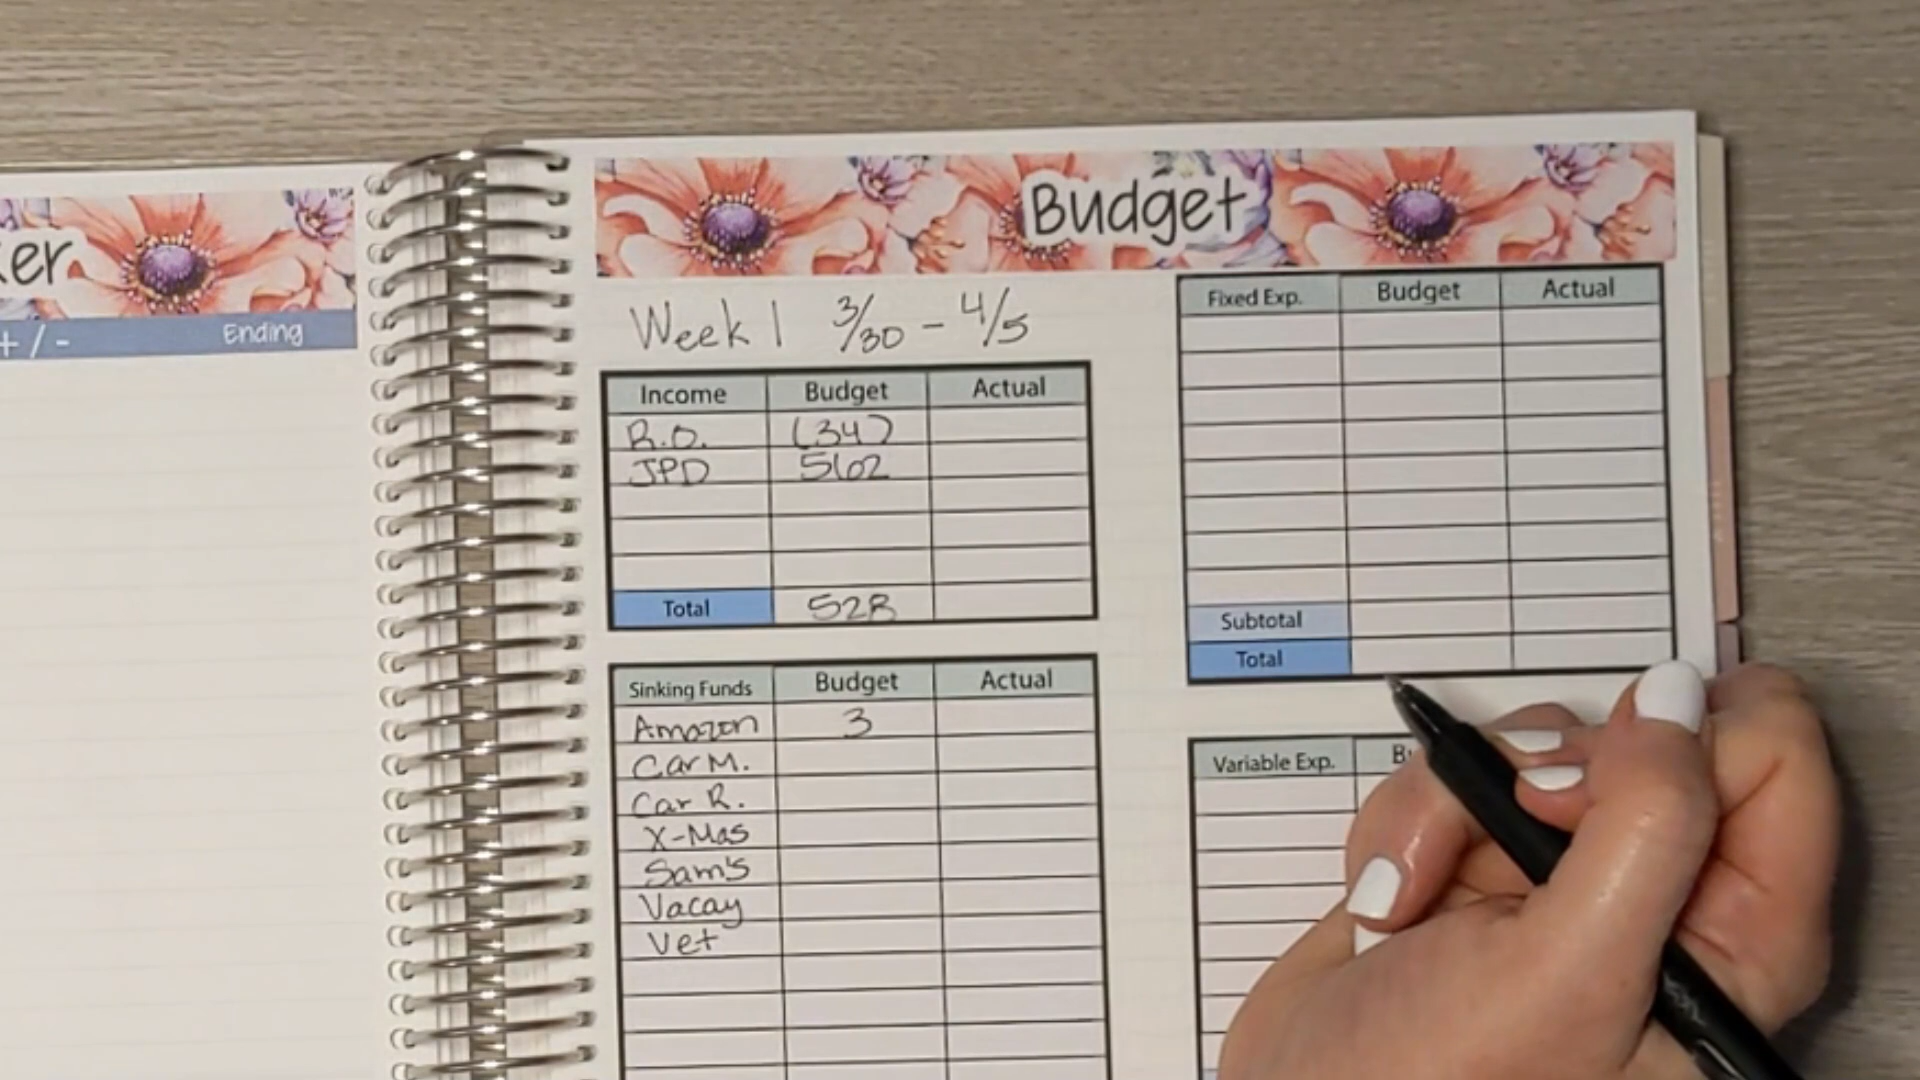 ker
+ / - Ending
Budget
Week 1 3/30 - 4/5
Income Budget Actual
R.O. (34)
JPD 562
Total 528
Sinking Funds Budget Actual
Amazon 3
Car M.
Car R.
X-Mas
Sam's
Vacay
Vet
Fixed Exp. Budget Actual
Subtotal
Total
Variable Exp. Bu